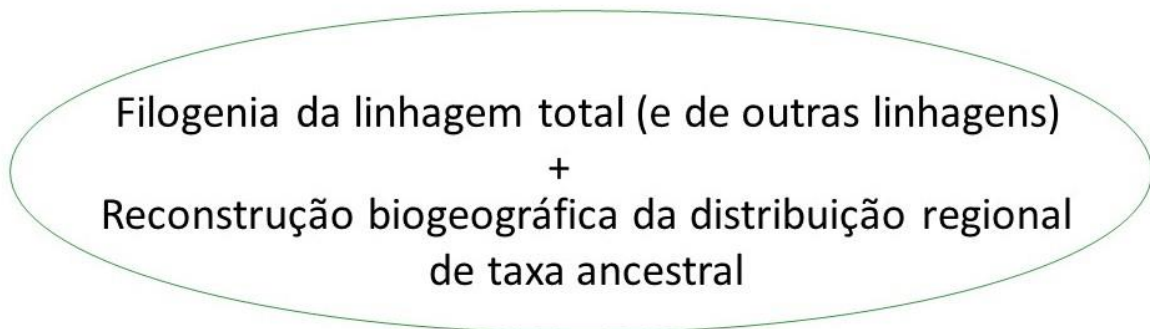 Filogenia da linhagem total (e de outras linhagens)
+
Reconstrução biogeográfica da distribuição regional
de taxa ancestral